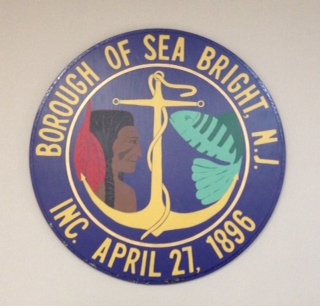 BOROUGH OF SEA BRIGHT, N.J.
INC. APRIL 27, 1896